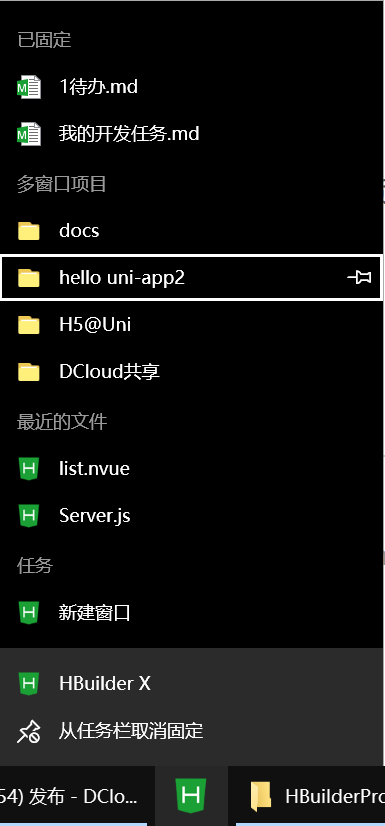 已固定
1待办.md
我的开发任务.md
多窗口项目
docs
hello uni-app2
H5@Uni
DCloud共享
最近的文件
list.nvue
Server.js
任务
新建窗口
HBuilder X
从任务栏取消固定
54) 发布 - DClo...
HBuilderPro